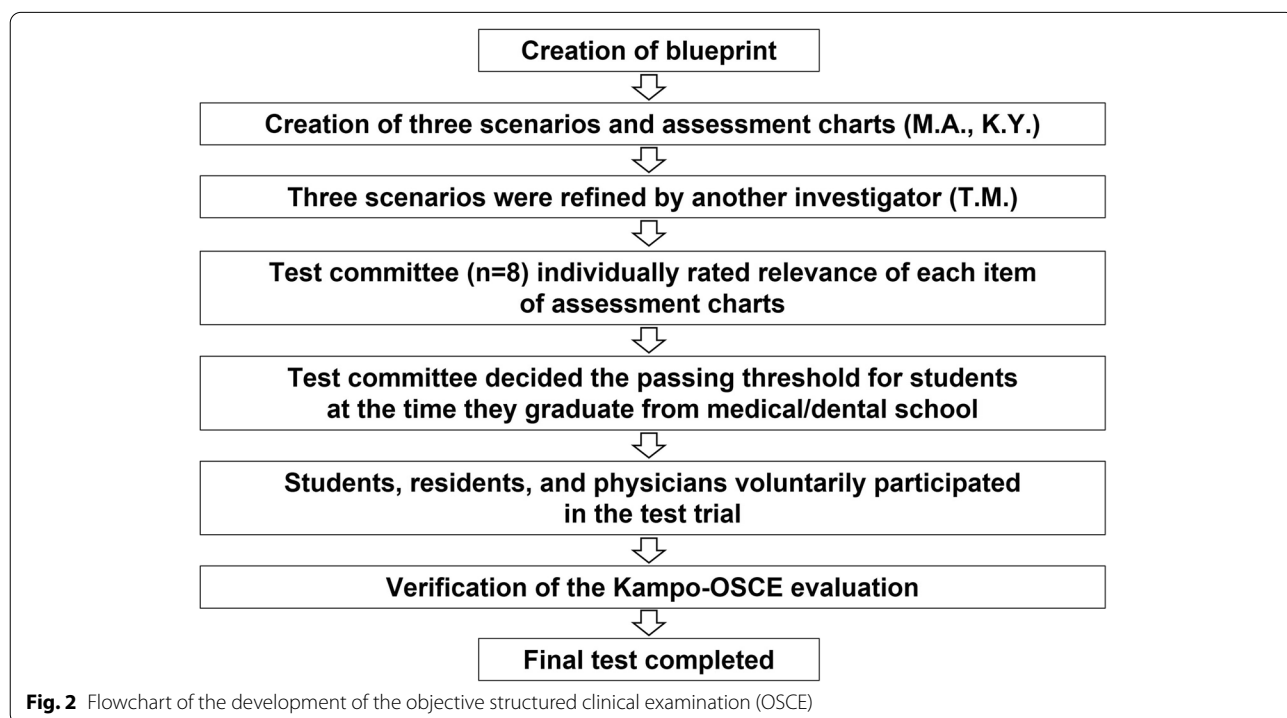 Creation of blueprint
Creation of three scenarios and assessment charts (M.A., K.Y.)
Three scenarios were refined by another investigator (T.M.)
Test committee (n=8) individually rated relevance of each item
of assessment charts
Test committee decided the passing threshold for students
at the time they graduate from medical/dental school
Students, residents, and physicians voluntarily participated
in the test trial
Verification of the Kampo-OSCE evaluation
Final test completed
Fig. 2 Flowchart of the development of the objective structured clinical examination (OSCE)